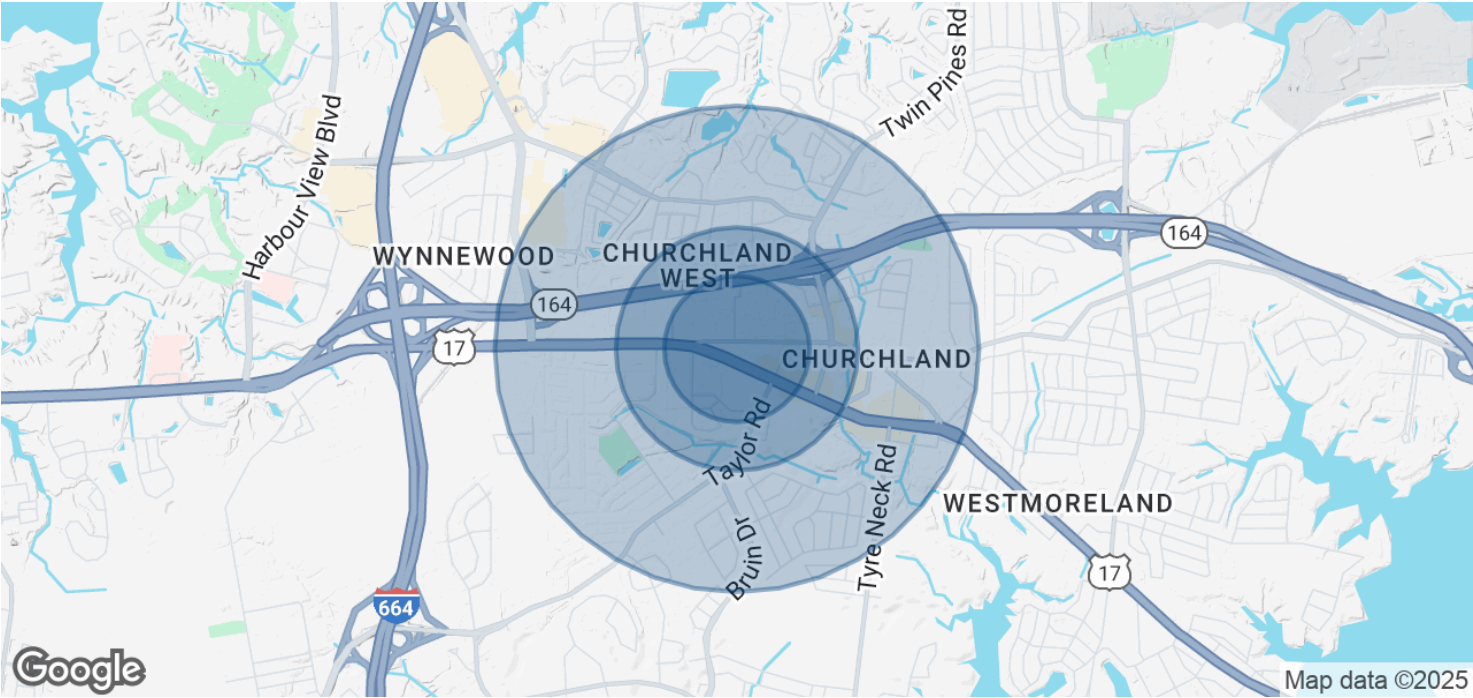 Twin Pines Rd
Harbour View Blvd
WYNNEWOOD
CHURCHLAND
WEST
164
164
17
CHURCHLAND
Taylor Rd
Tyre Neck Rd
WESTMORELAND
Bruin Dr
17
664
Google
Map data ©2025